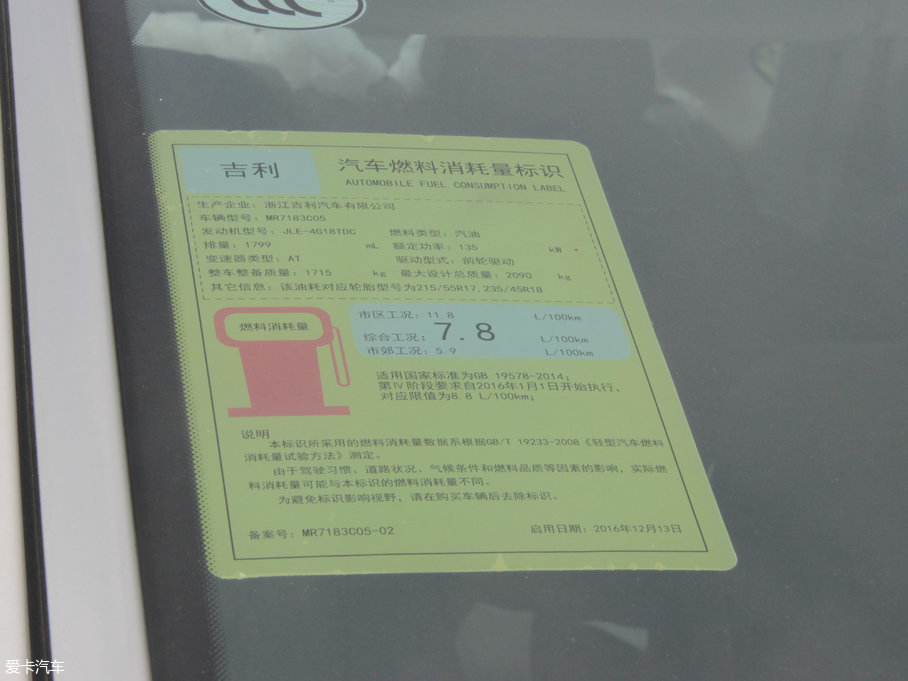 吉利
汽车燃料消耗量标识
AUTOMOBILE FUEL CONSUMPTION LABEL
生产企业：浙江吉利汽车有限公司
车辆型号：MR7183C05
发动机型号：JLE-4G18TDC 燃料类型：汽油
排量：1799 mL 额定功率：135 kW
变速器类型：AT 驱动型式：前轮驱动
整车整备质量：1715 kg 最大设计总质量：2090 kg
其它信息：该油耗对应轮胎型号为215/55R17,235/45R18
燃料消耗量
市区工况：11.8 L/100km
综合工况：7.8 L/100km
市郊工况：5.9 L/100km
适用国家标准为GB 19578-2014；
第Ⅳ阶段要求自2016年1月1日开始执行，
对应限值为8.8 L/100km；
说明
本标识所采用的燃料消耗量数据系根据GB/T 19233-2008《轻型汽车燃料
消耗量试验方法》测定。
由于驾驶习惯、道路状况、气候条件和燃料品质等因素的影响，实际燃
料消耗量可能与本标识的燃料消耗量不同。
为避免标识影响视野，请在购买车辆后去除标识。
备案号：MR7183C05-02 启用日期：2016年12月13日
爱卡汽车